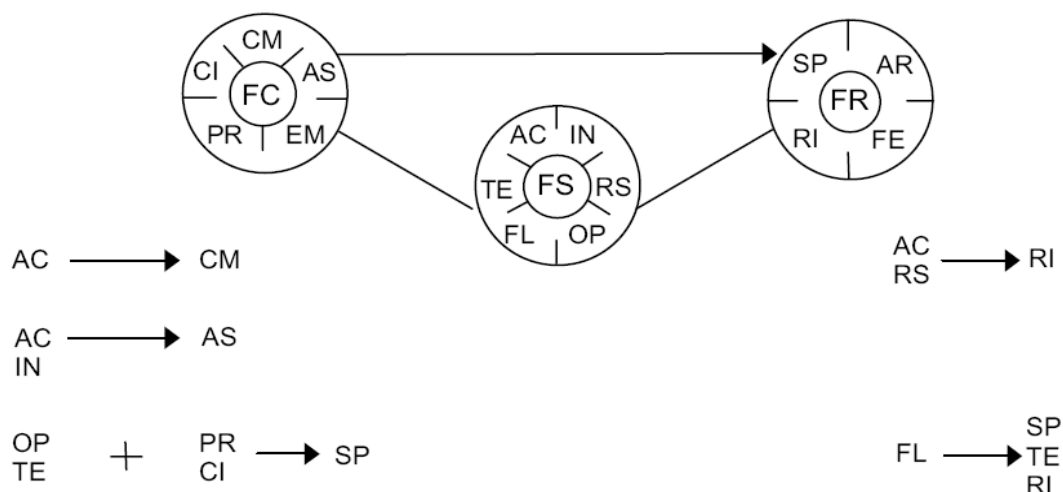 CM
CI
AS
FC
PR
EM
SP
AR
FR
RI
FE
AC IN
TE FS RS
FL OP
AC CM
AC
RS
RI
AC
IN
AS
OP
TE
+
PR
CI
SP
FL
SP
TE
RI